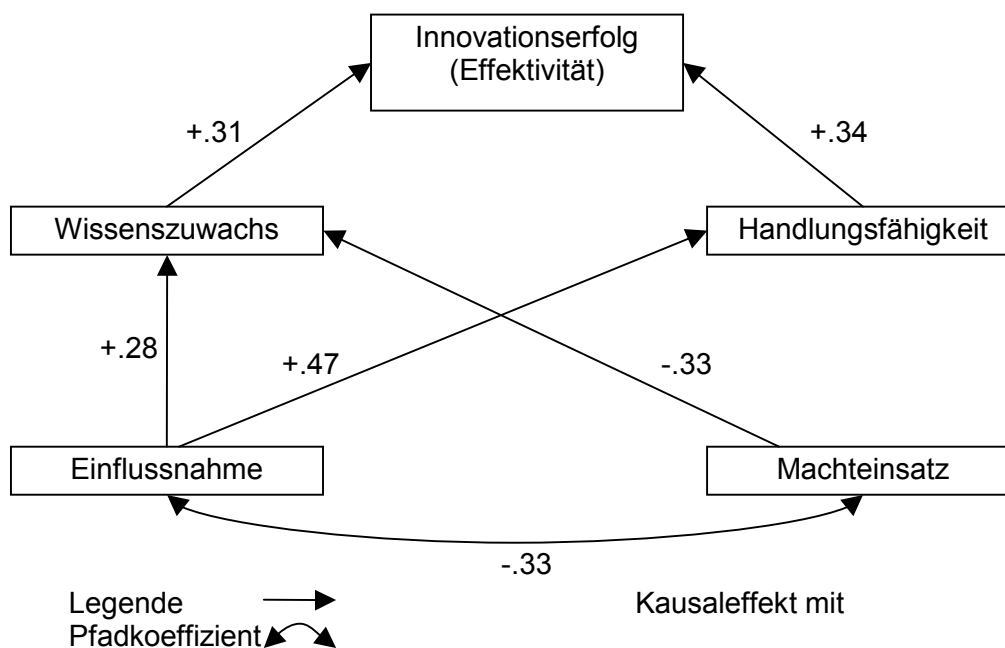 Innovationserfolg
(Effektivität)
+.31
+.34
Wissenszuwachs
Handlungsfähigkeit
+.28
+.47
-.33
Einflussnahme
Machteinsatz
-.33
Legende
Kausaleffekt mit
Pfadkoeffizient